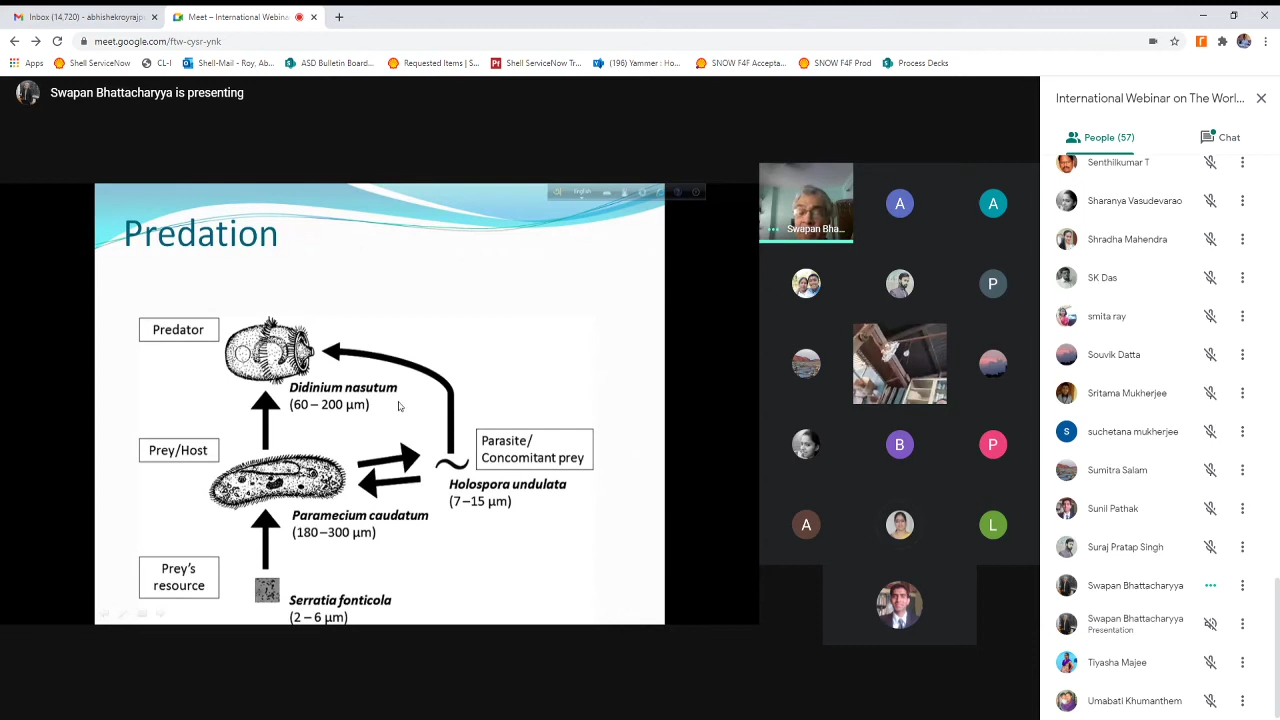 Inbox (14,720) - abhishekroyrajp
Meet – International Webina
meet.google.com/ftw-cysr-ynk
Apps
Shell ServiceNow
CL-I
Shell-Mail - Roy, Ab...
ASD Bulletin Board...
Requested Items | S...
Shell ServiceNow Tr...
(196) Yammer : Ho...
SNOW F4F Accepta...
SNOW F4F Prod
Process Decks
Swapan Bhattacharyya is presenting
International Webinar on The Worl...
People (57)
Chat
English
Predation
Predator
Didinium nasutum
(60 – 200 µm)
Prey/Host
Parasite/
Concomitant prey
Holospora undulata
(7 –15 µm)
Paramecium caudatum
(180 –300 µm)
Prey's
resource
Serratia fonticola
(2 – 6 µm)
Swapan Bha...
A
A
P
B
P
A
L
Senthilkumar T
Sharanya Vasudevarao
Shradha Mahendra
SK Das
smita ray
Souvik Datta
Sritama Mukherjee
s
suchetana mukherjee
Sumitra Salam
Sunil Pathak
Suraj Pratap Singh
Swapan Bhattacharyya
Swapan Bhattacharyya
Presentation
Tiyasha Majee
Umabati Khumanthem